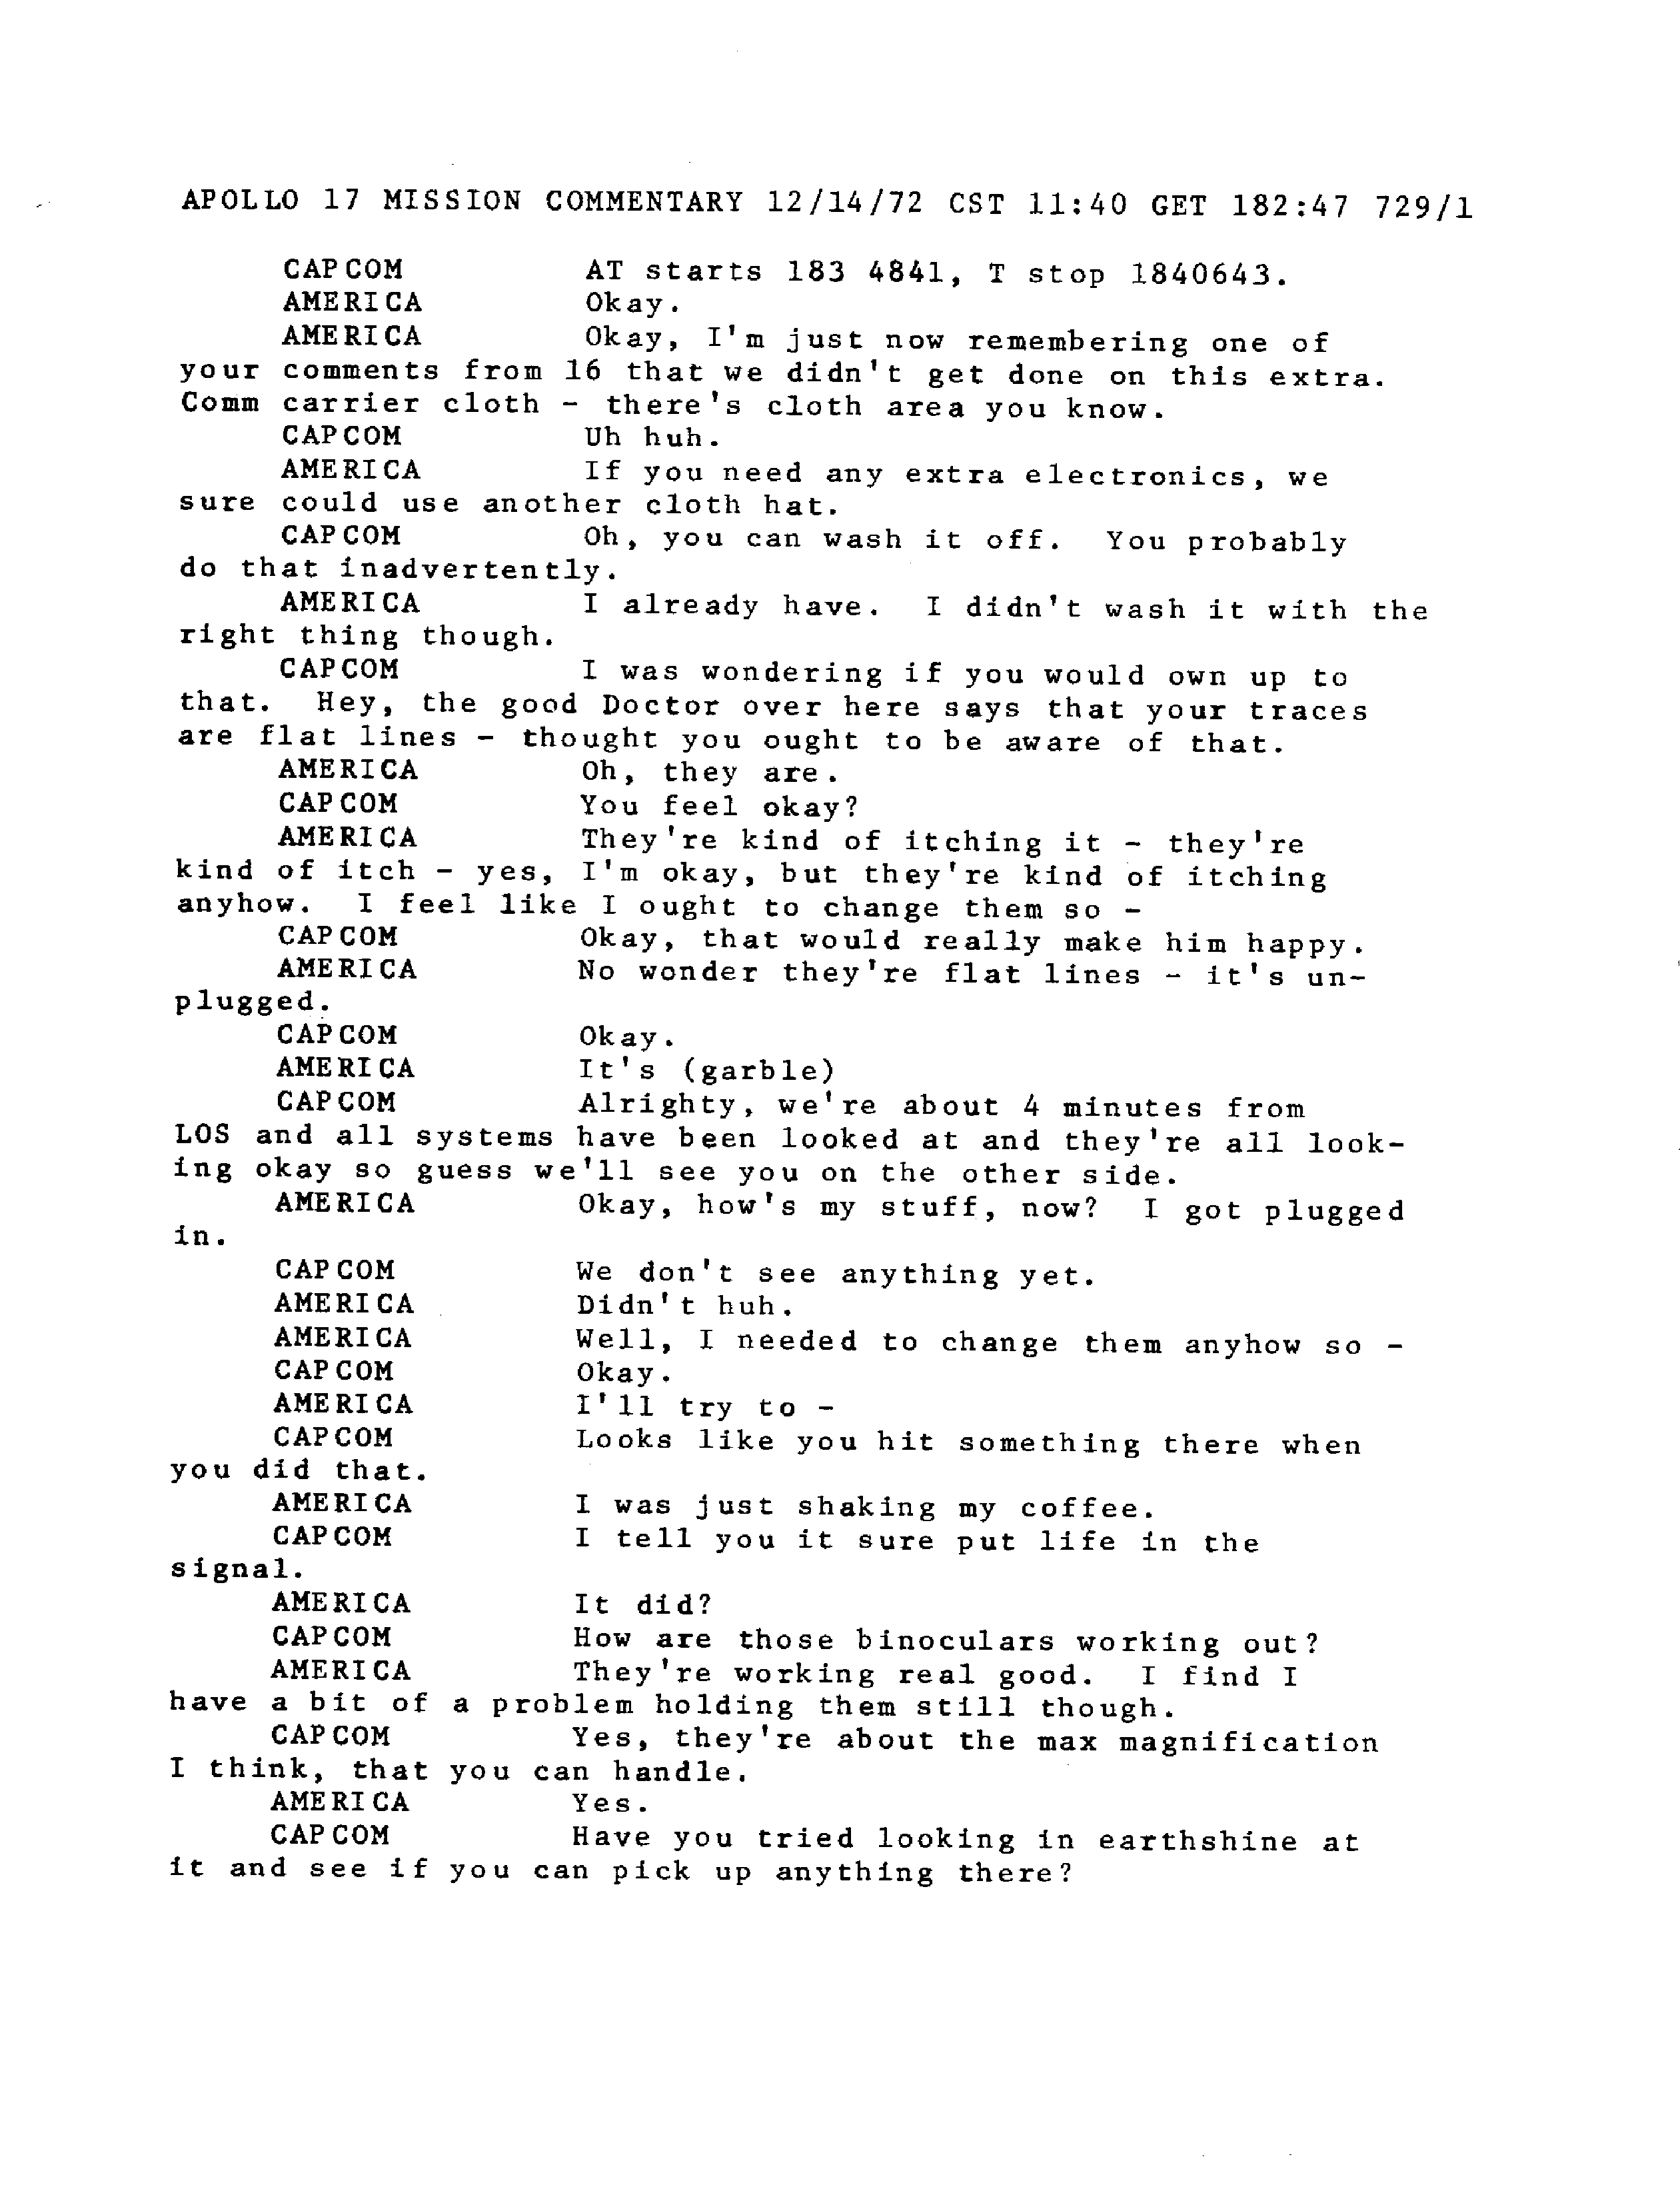 APOLLO 17 MISSION COMMENTARY 12/14/72 CST 11:40 GET 182:47 729/1
CAPCOM AT starts 183 4841, T stop 1840643.
AMERICA Okay.
AMERICA Okay, I'm just now remembering one of
your comments from 16 that we didn't get done on this extra.
Comm carrier cloth - there's cloth area you know.
CAPCOM Uh huh.
AMERICA If you need any extra electronics, we
sure could use another cloth hat.
CAPCOM Oh, you can wash it off. You probably
do that inadvertently.
AMERICA I already have. I didn't wash it with the
right thing though.
CAPCOM I was wondering if you would own up to
that. Hey, the good Doctor over here says that your traces
are flat lines - thought you ought to be aware of that.
AMERICA Oh, they are.
CAPCOM You feel okay?
AMERICA They're kind of itching it - they're
kind of itch - yes, I'm okay, but they're kind of itching
anyhow. I feel like I ought to change them so -
CAPCOM Okay, that would really make him happy.
AMERICA No wonder they're flat lines - it's un-
plugged.
CAPCOM Okay.
AMERICA It's (garble)
CAPCOM Alrighty, we're about 4 minutes from
LOS and all systems have been looked at and they're all look-
ing okay so guess we'll see you on the other side.
AMERICA Okay, how's my stuff, now? I got plugged
in.
CAPCOM We don't see anything yet.
AMERICA Didn't huh.
AMERICA Well, I needed to change them anyhow so -
CAPCOM Okay.
AMERICA I'll try to -
CAPCOM Looks like you hit something there when
you did that.
AMERICA I was just shaking my coffee.
CAPCOM I tell you it sure put life in the
signal.
AMERICA It did?
CAPCOM How are those binoculars working out?
AMERICA They're working real good. I find I
have a bit of a problem holding them still though.
CAPCOM Yes, they're about the max magnification
I think, that you can handle.
AMERICA Yes.
CAPCOM Have you tried looking in earthshine at
it and see if you can pick up anything there?